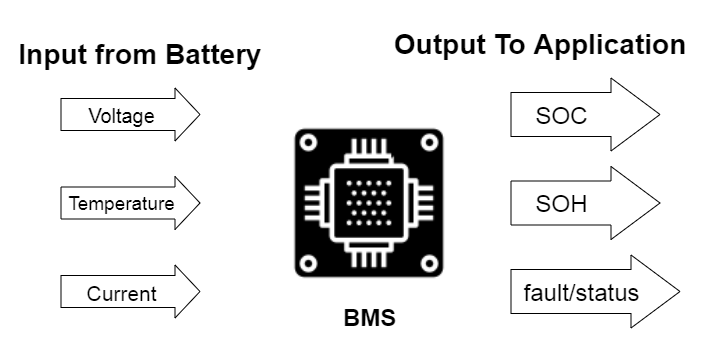 Input from Battery
Output To Application
Voltage
SOC
Temperature
SOH
Current
fault/status
BMS